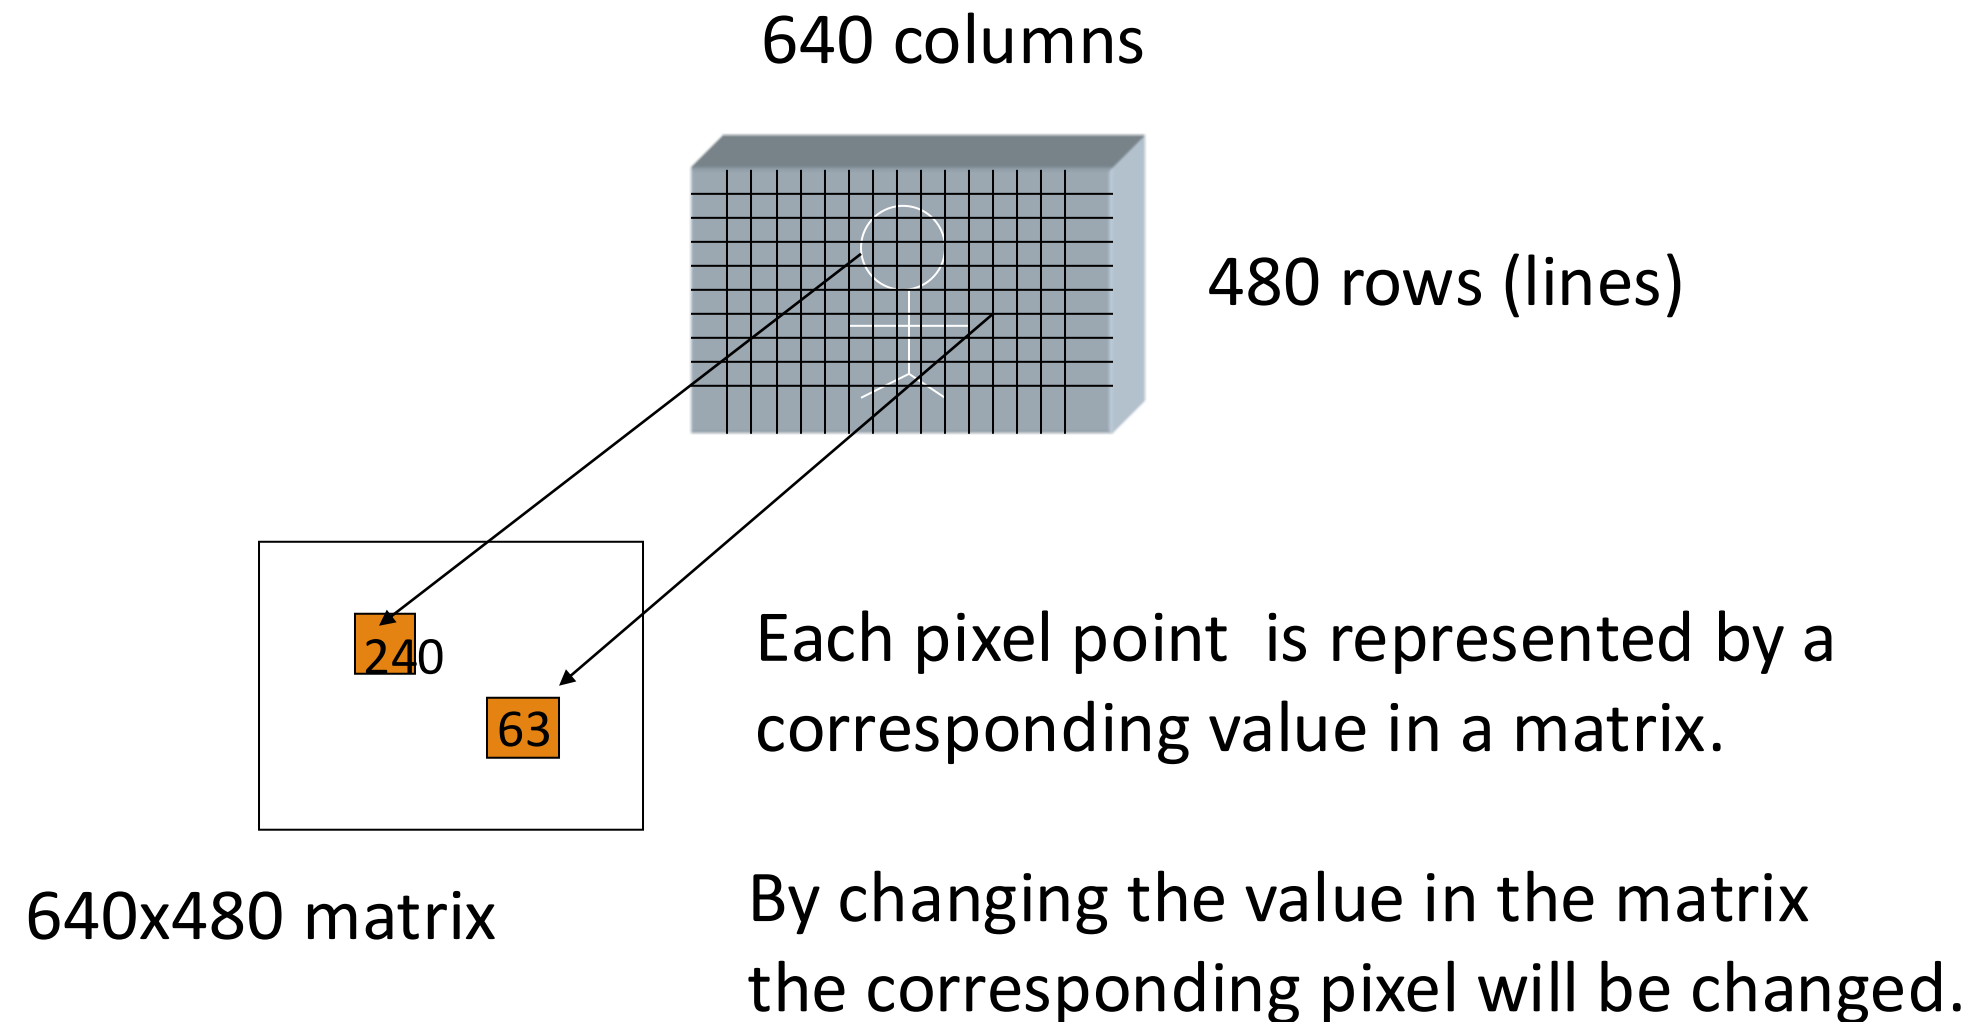 640 columns
480 rows (lines)
240
63
Each pixel point  is represented by a
corresponding value in a matrix.
640x480 matrix
By changing the value in the matrix
the corresponding pixel will be changed.